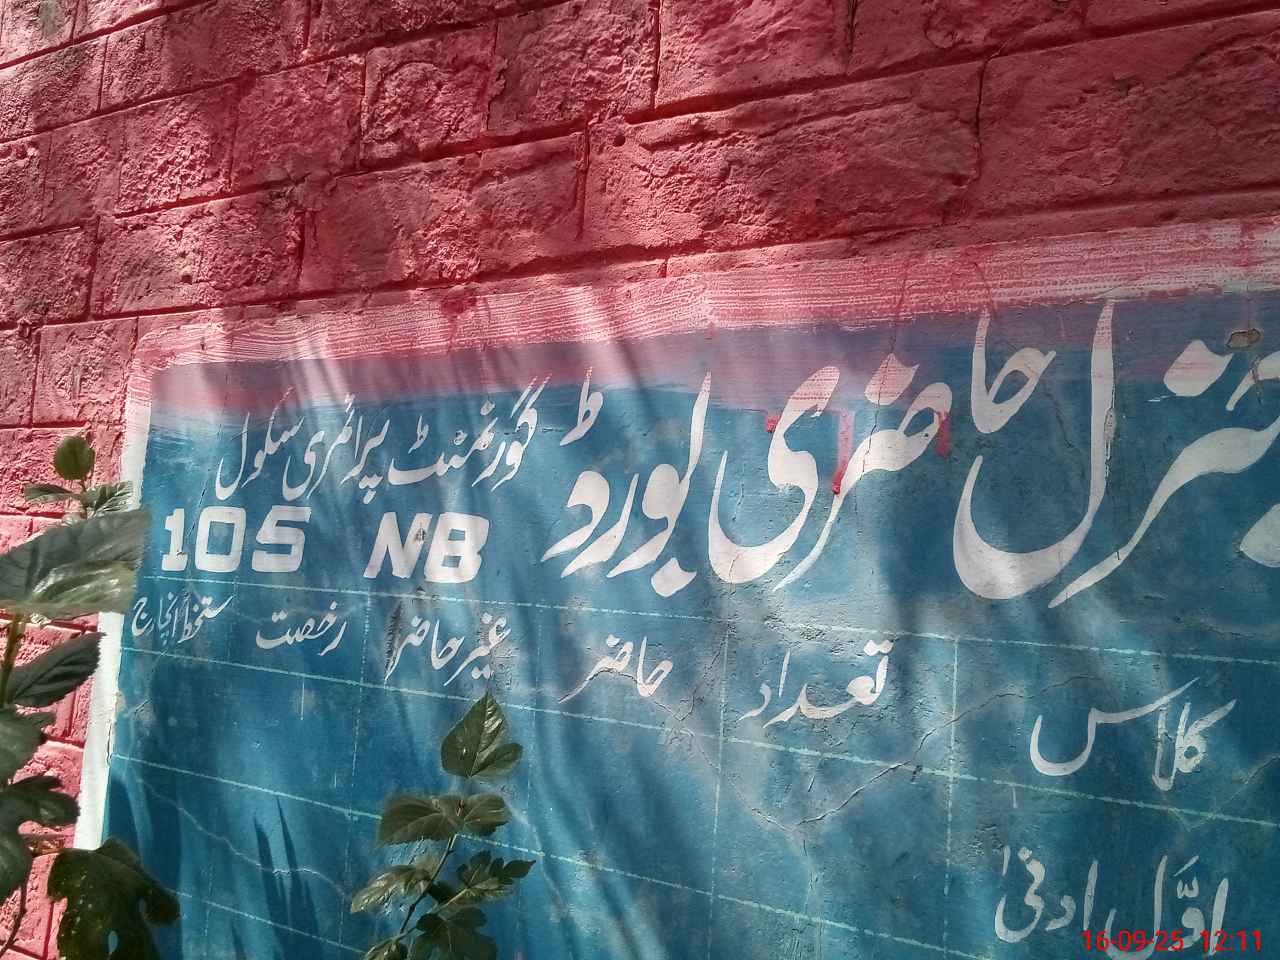 جنرل حاضری بورڈ
گورنمنٹ پرائمری سکول
105 NB
کلاس تعداد حاضر غیر حاضر رخصت دستخط انچارج
اوّل ادنیٰ
16-09-25 12:11